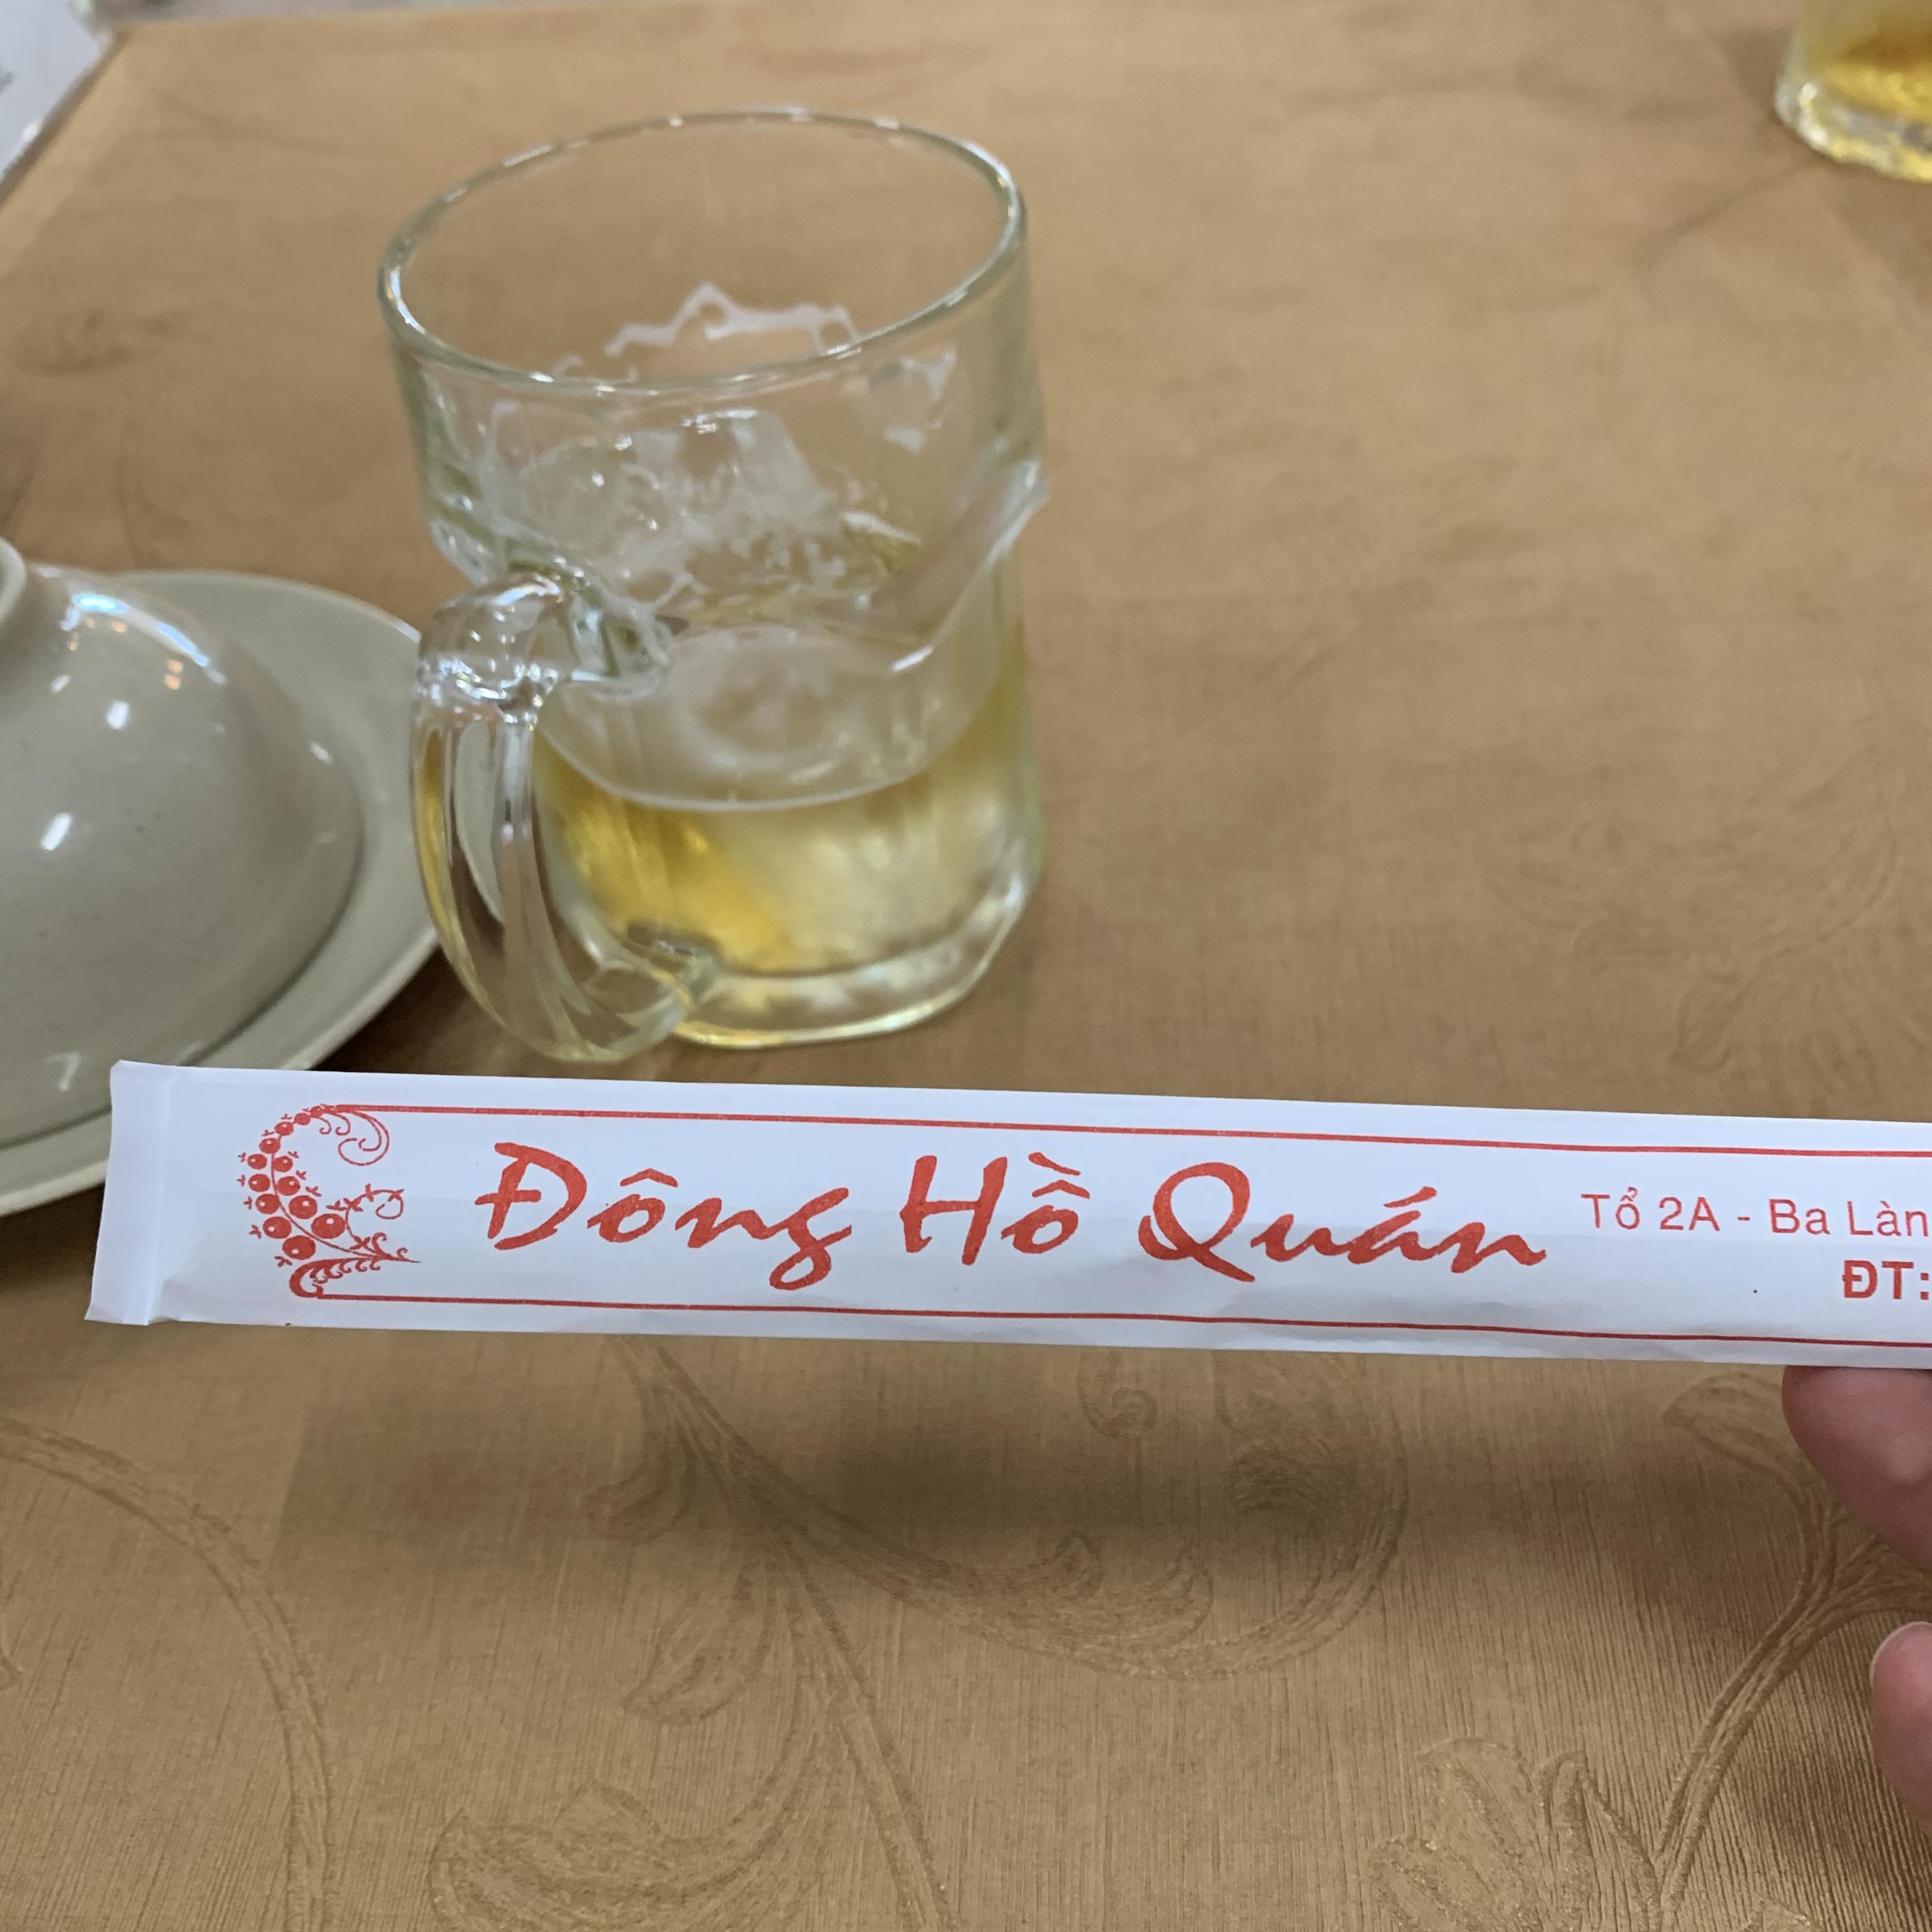 Đông Hồ Quán
Tổ 2A - Ba Làn
ĐT: